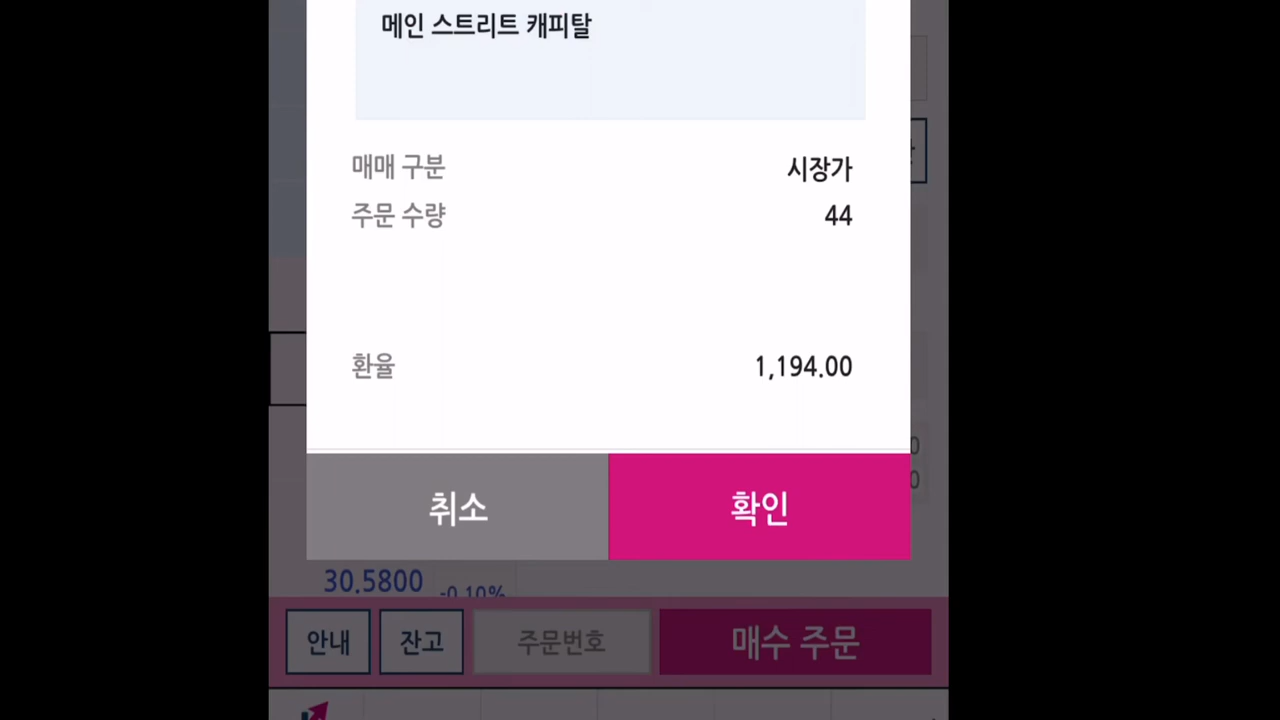 메인 스트리트 캐피탈
매매 구분 시장가
주문 수량 44
환율 1,194.00
취소 확인
30.5800 -0.10%
안내 잔고 주문번호 매수 주문